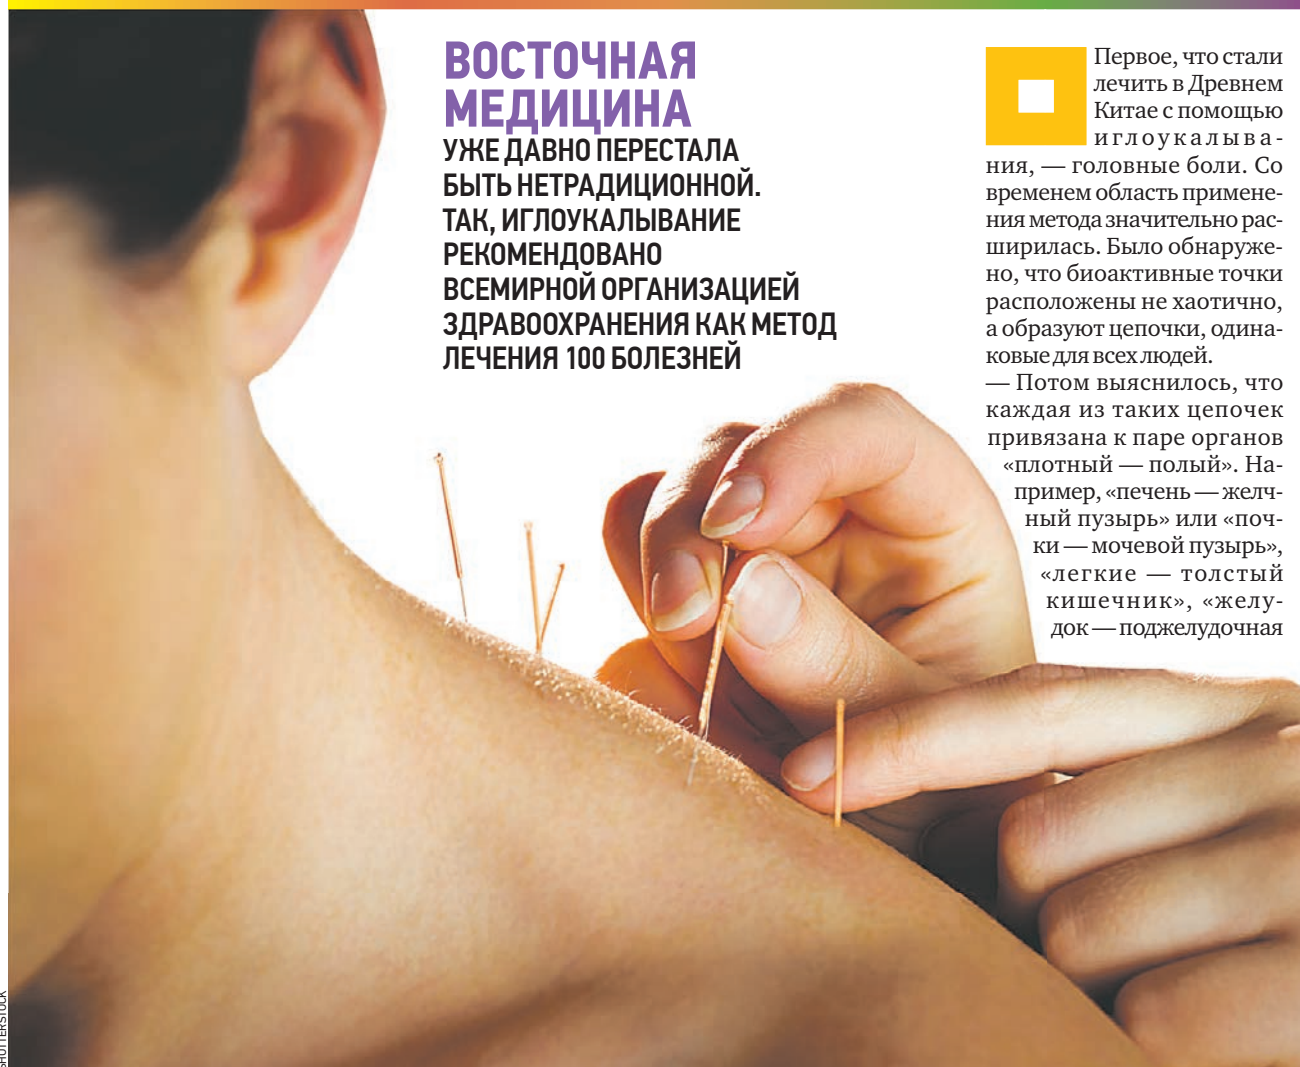 ВОСТОЧНАЯ
МЕДИЦИНА
УЖЕ ДАВНО ПЕРЕСТАЛА
БЫТЬ НЕТРАДИЦИОННОЙ.
ТАК, ИГЛОУКАЛЫВАНИЕ
РЕКОМЕНДОВАНО
ВСЕМИРНОЙ ОРГАНИЗАЦИЕЙ
ЗДРАВООХРАНЕНИЯ КАК МЕТОД
ЛЕЧЕНИЯ 100 БОЛЕЗНЕЙ
Первое, что стали
лечить в Древнем
Китае с помощью
иглоукалыва-
ния, — головные боли. Со
временем область примене-
ния метода значительно рас-
ширилась. Было обнаруже-
но, что биоактивные точки
расположены не хаотично,
а образуют цепочки, одина-
ковые для всех людей.
— Потом выяснилось, что
каждая из таких цепочек
привязана к паре органов
«плотный — полый». На-
пример, «печень — желч-
ный пузырь» или «поч-
ки — мочевой пузырь»,
«легкие — толстый
кишечник», «желу-
док — поджелудочная
SHUTTERSTOCK